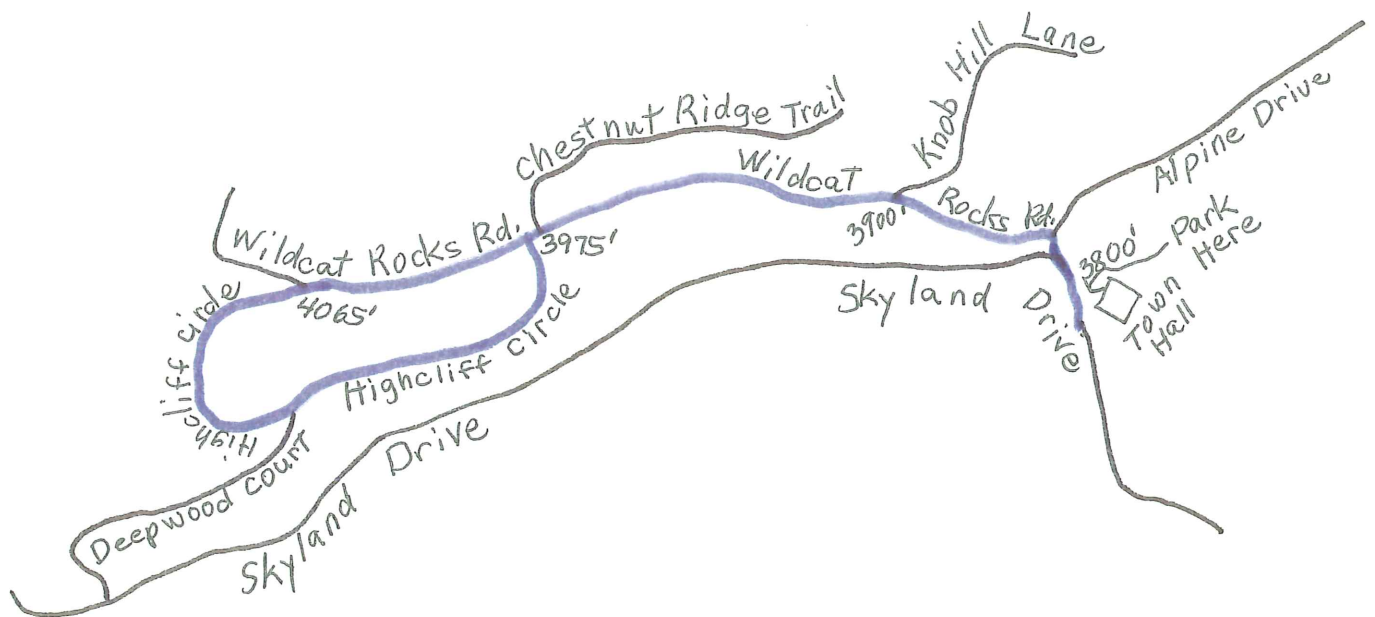 Knob Hill Lane
Alpine Drive
Chestnut Ridge Trail
Wildcat
Rocks Rd.
3900'
3800'
Park
Here
Town
Hall
Wildcat Rocks Rd.
3975'
4065'
Highcliff Circle
Highcliff Circle
Skyland Drive
Skyland Drive
Deepwood Court